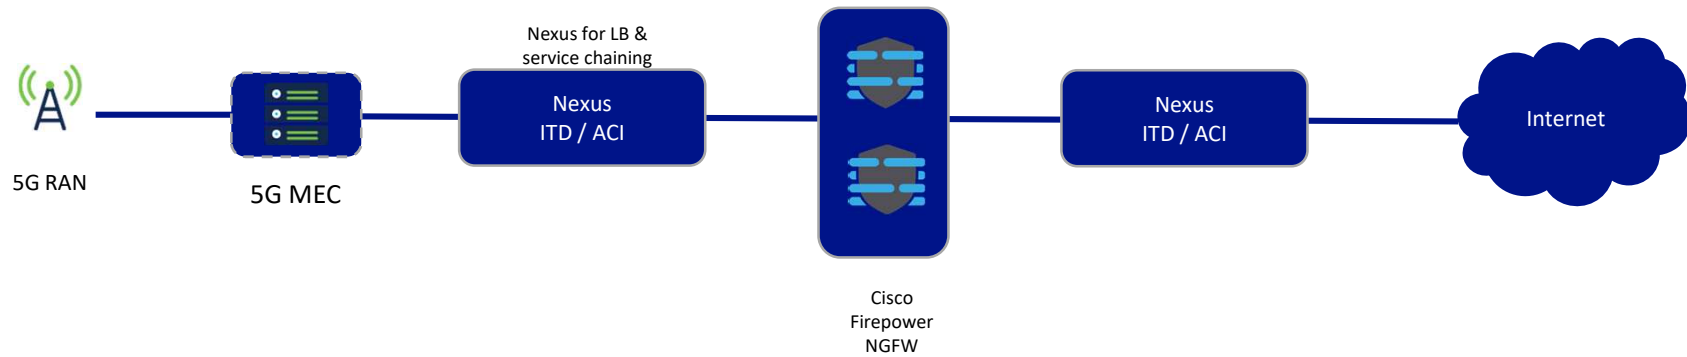 5G RAN
5G MEC
Nexus for LB &
service chaining
Nexus
ITD / ACI
Cisco
Firepower
NGFW
Nexus
ITD / ACI
Internet